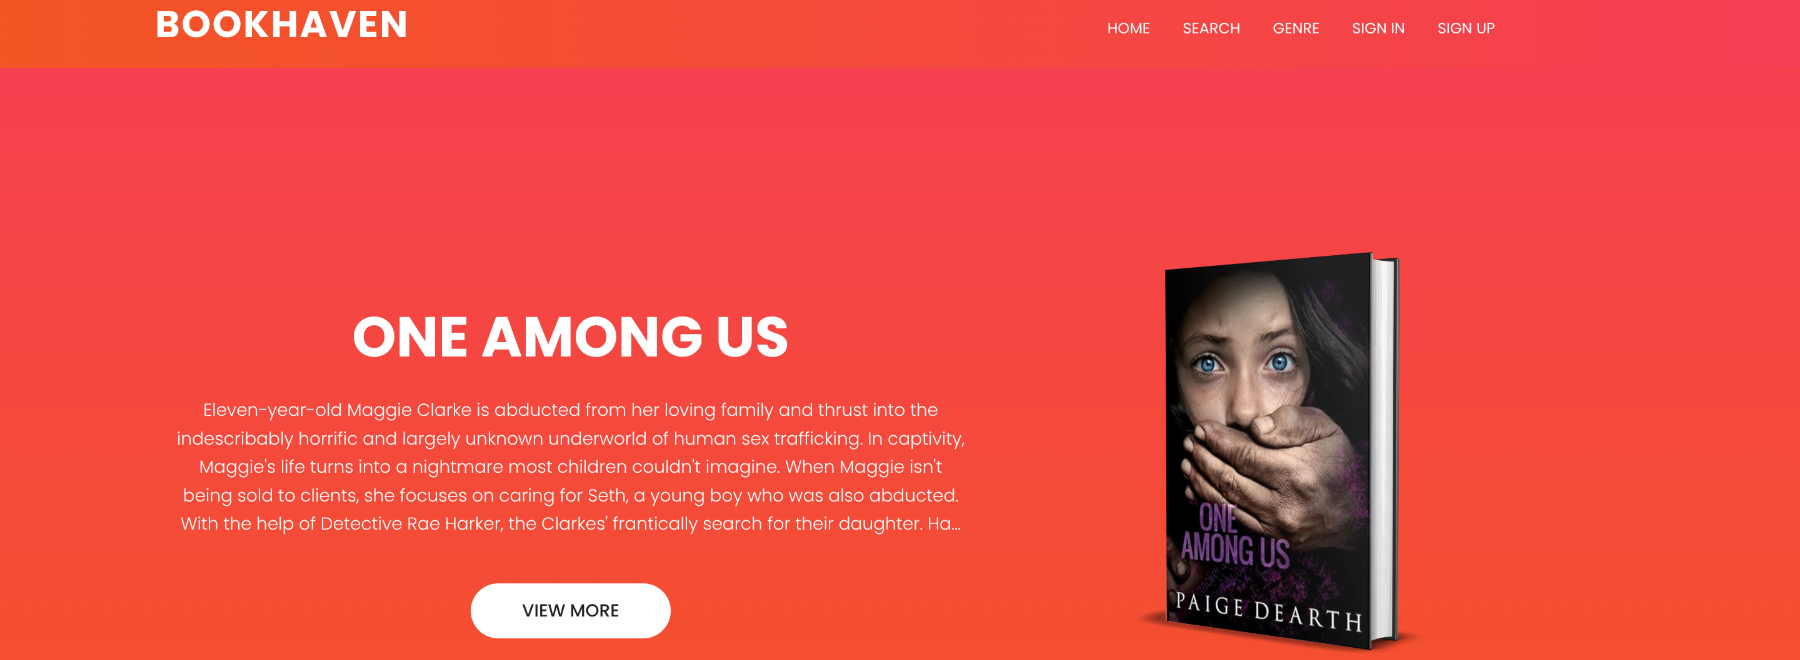 BOOKHAVEN
HOME SEARCH GENRE SIGN IN SIGN UP
ONE AMONG US
Eleven-year-old Maggie Clarke is abducted from her loving family and thrust into the
indescribably horrific and largely unknown underworld of human sex trafficking. In captivity,
Maggie's life turns into a nightmare most children couldn't imagine. When Maggie isn't
being sold to clients, she focuses on caring for Seth, a young boy who was also abducted.
With the help of Detective Rae Harker, the Clarkes' frantically search for their daughter. Ha...
VIEW MORE
ONE
AMONG US
PAIGE DEARTH